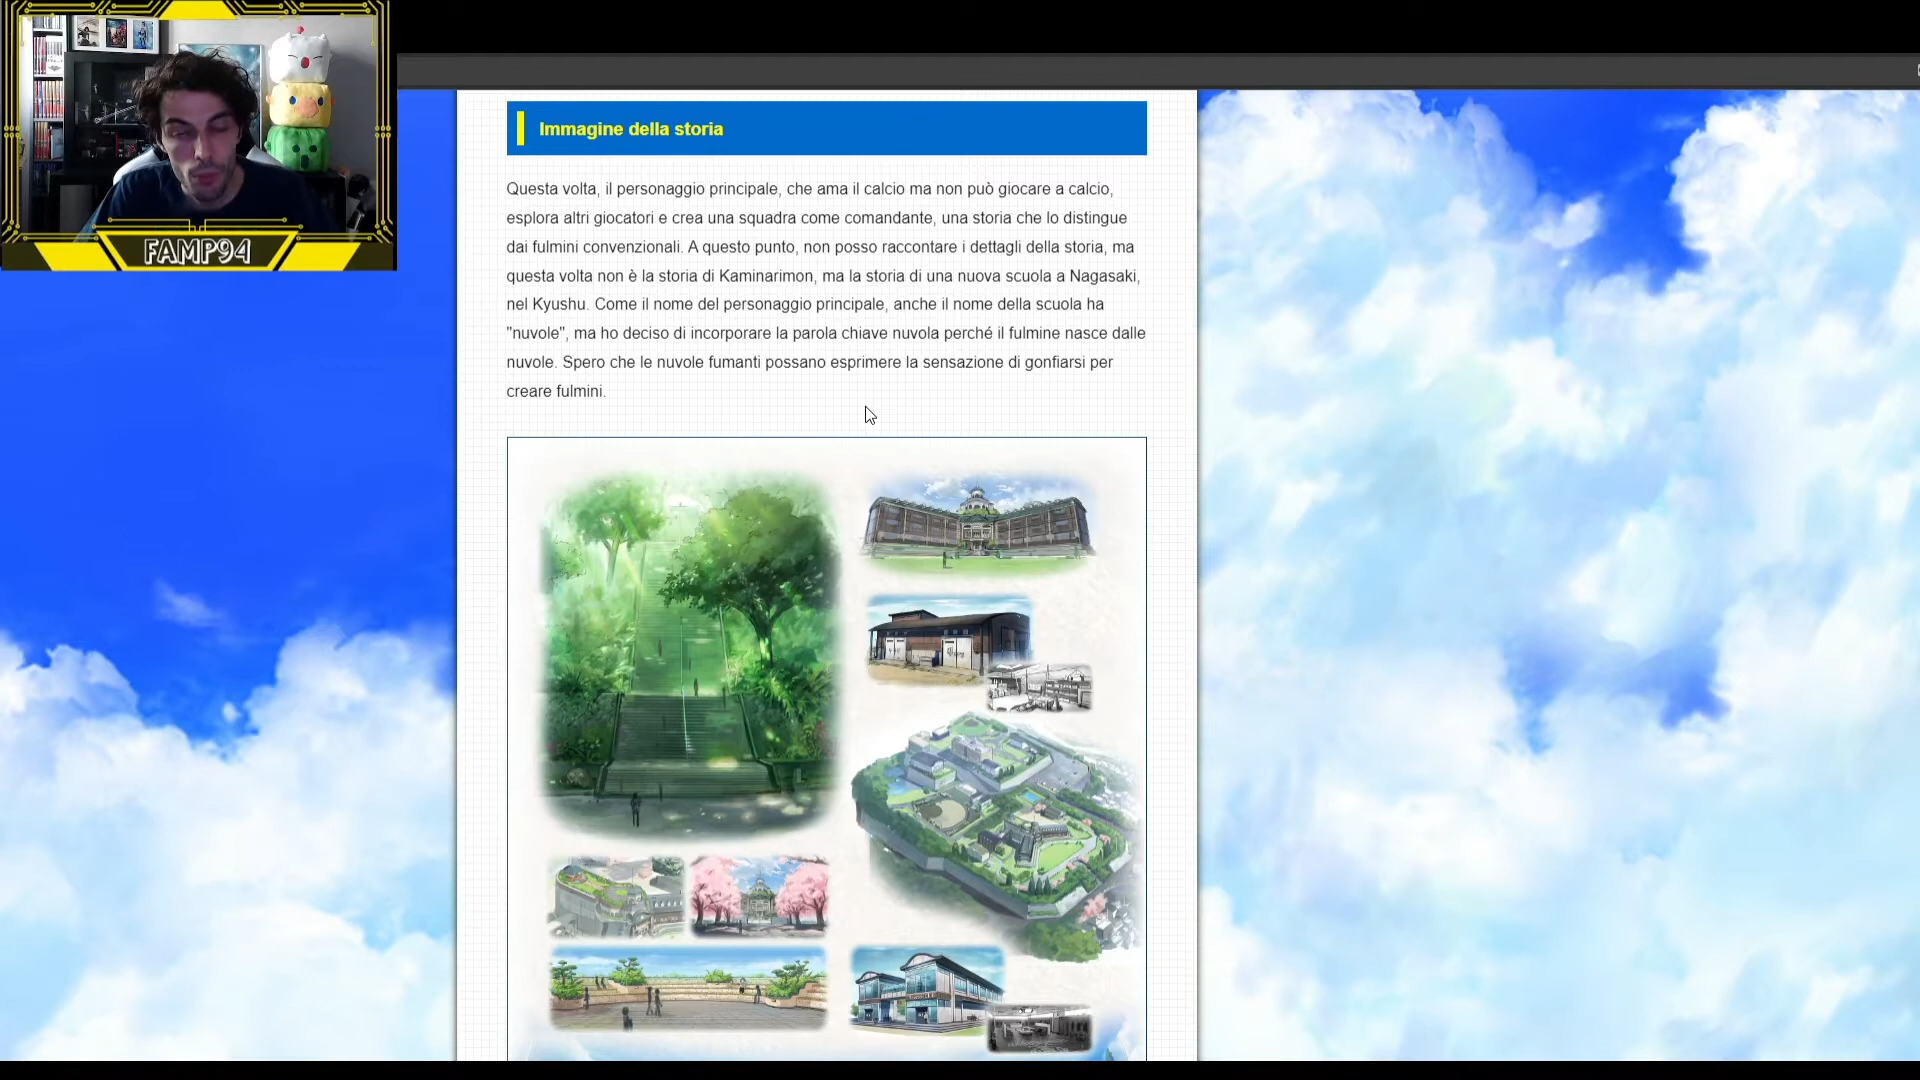 FAMP94
Immagine della storia
Questa volta, il personaggio principale, che ama il calcio ma non può giocare a calcio,
esplora altri giocatori e crea una squadra come comandante, una storia che lo distingue
dai fulmini convenzionali. A questo punto, non posso raccontare i dettagli della storia, ma
questa volta non è la storia di Kaminarimon, ma la storia di una nuova scuola a Nagasaki,
nel Kyushu. Come il nome del personaggio principale, anche il nome della scuola ha
"nuvole", ma ho deciso di incorporare la parola chiave nuvola perché il fulmine nasce dalle
nuvole. Spero che le nuvole fumanti possano esprimere la sensazione di gonfiarsi per
creare fulmini.